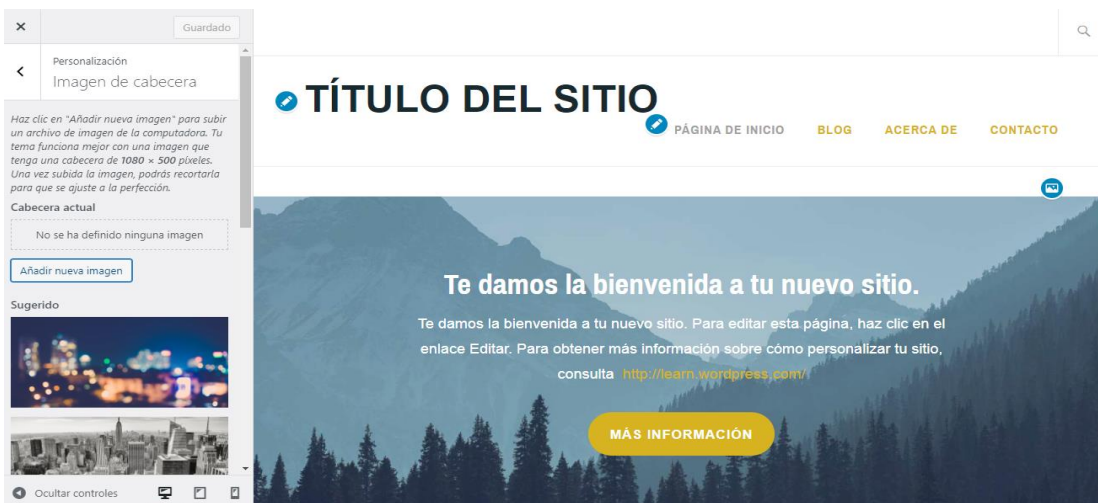 Guardado
Personalización
Imagen de cabecera
Haz clic en "Añadir nueva imagen" para subir
un archivo de imagen de la computadora. Tu
tema funciona mejor con una imagen que
tenga una cabecera de 1080 × 500 píxeles.
Una vez subida la imagen, podrás recortarla
para que se ajuste a la perfección.
Cabecera actual
No se ha definido ninguna imagen
Añadir nueva imagen
Sugerido
Ocultar controles
TÍTULO DEL SITIO
PÁGINA DE INICIO BLOG ACERCA DE CONTACTO
Te damos la bienvenida a tu nuevo sitio.
Te damos la bienvenida a tu nuevo sitio. Para editar esta página, haz clic en el
enlace Editar. Para obtener más información sobre cómo personalizar tu sitio,
consulta http://learn.wordpress.com/
MÁS INFORMACIÓN